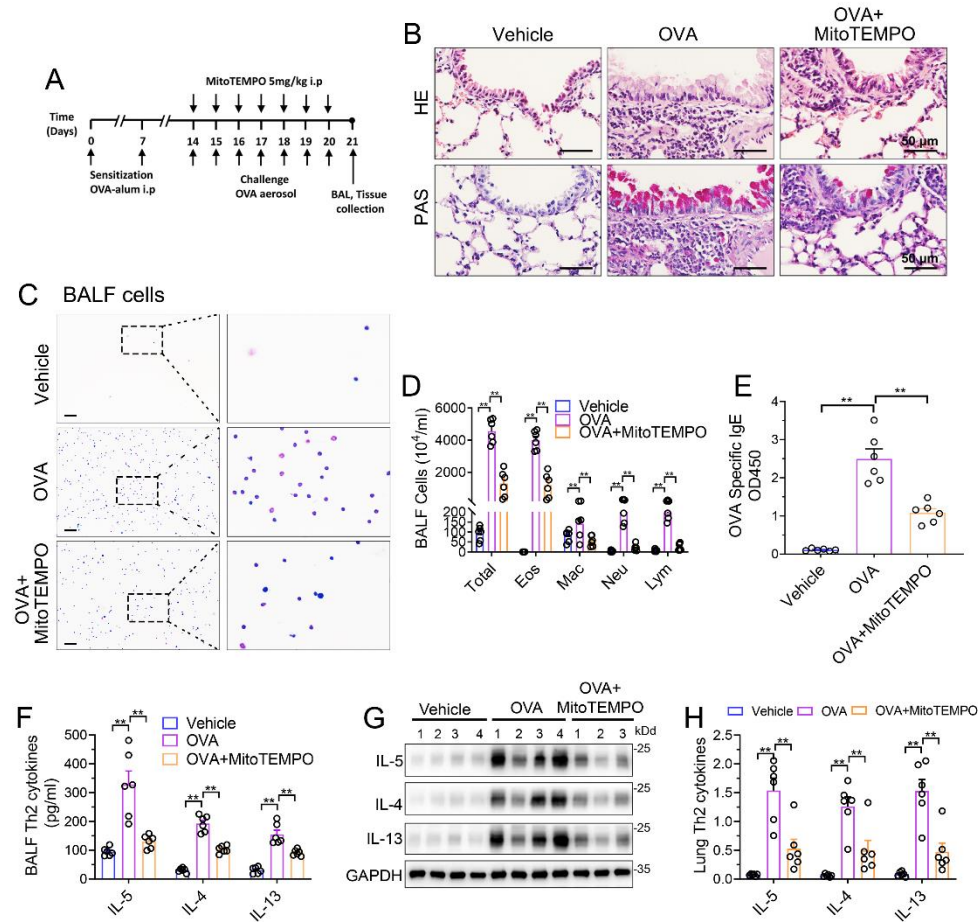 A
MitoTEMPO 5mg/kg i.p
Time
(Days)
0 7 14 15 16 17 18 19 20 21
Sensitization
OVA-alum i.p
Challenge
OVA aerosol
BAL, Tissue
collection
B
Vehicle
OVA
OVA+
MitoTEMPO
HE
50 μm
PAS
50 μm
C BALF cells
Vehicle
OVA
OVA+
MitoTEMPO
D
BALF Cells (10⁴/ml)
6000
4000
2000
200
150
100
50
0
** ** ** ** ** ** ** ** ** **
Vehicle
OVA
OVA+MitoTEMPO
Total Eos Mac Neu Lym
E
OVA Specific IgE
OD450
4
3
2
1
0
** **
Vehicle
OVA
OVA+MitoTEMPO
F
BALF Th2 cytokines
(pg/ml)
500
400
300
200
100
0
** ** ** ** ** **
Vehicle
OVA
OVA+MitoTEMPO
IL-5 IL-4 IL-13
G
Vehicle OVA OVA+
MitoTEMPO
1 2 3 4 1 2 3 4 1 2 3 kDd
IL-5 -25
IL-4 -25
IL-13 -25
GAPDH -35
H
Vehicle OVA OVA+MitoTEMPO
Lung Th2 cytokines
2.5
2.0
1.5
1.0
0.5
0.0
** ** ** ** ** **
IL-5 IL-4 IL-13